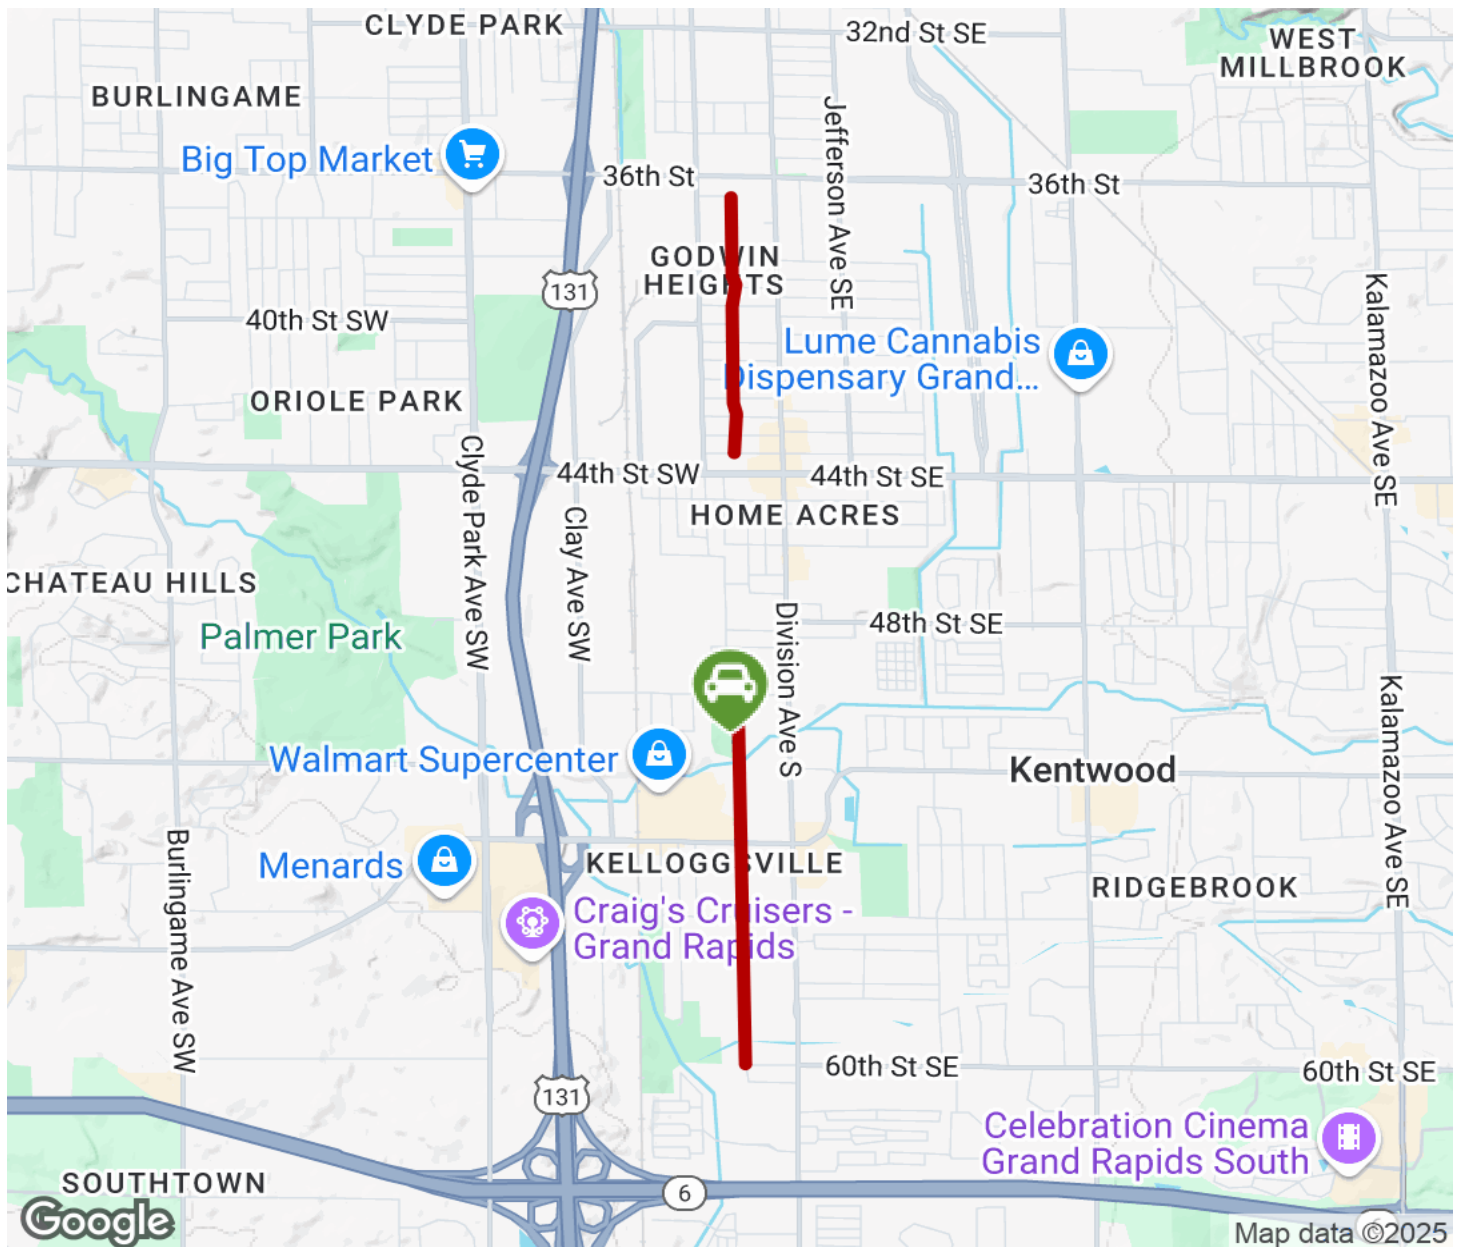 CLYDE PARK
32nd St SE
WEST
MILLBROOK
BURLINGAME
Big Top Market
36th St
36th St
Jefferson Ave SE
GODWIN
HEIGHTS
131
40th St SW
Lume Cannabis
Dispensary Grand...
Kalamazoo Ave SE
ORIOLE PARK
Clyde Park Ave SW
44th St SW
44th St SE
HOME ACRES
Clay Ave SW
CHATEAU HILLS
Palmer Park
48th St SE
Division Ave S
Kalamazoo Ave SE
Walmart Supercenter
Kentwood
Burlingame Ave SW
Menards
KELLOGGSVILLE
RIDGEBROOK
Craig's Cruisers -
Grand Rapids
60th St SE
60th St SE
131
Celebration Cinema
Grand Rapids South
SOUTHTOWN
6
6
Google
Map data ©2025